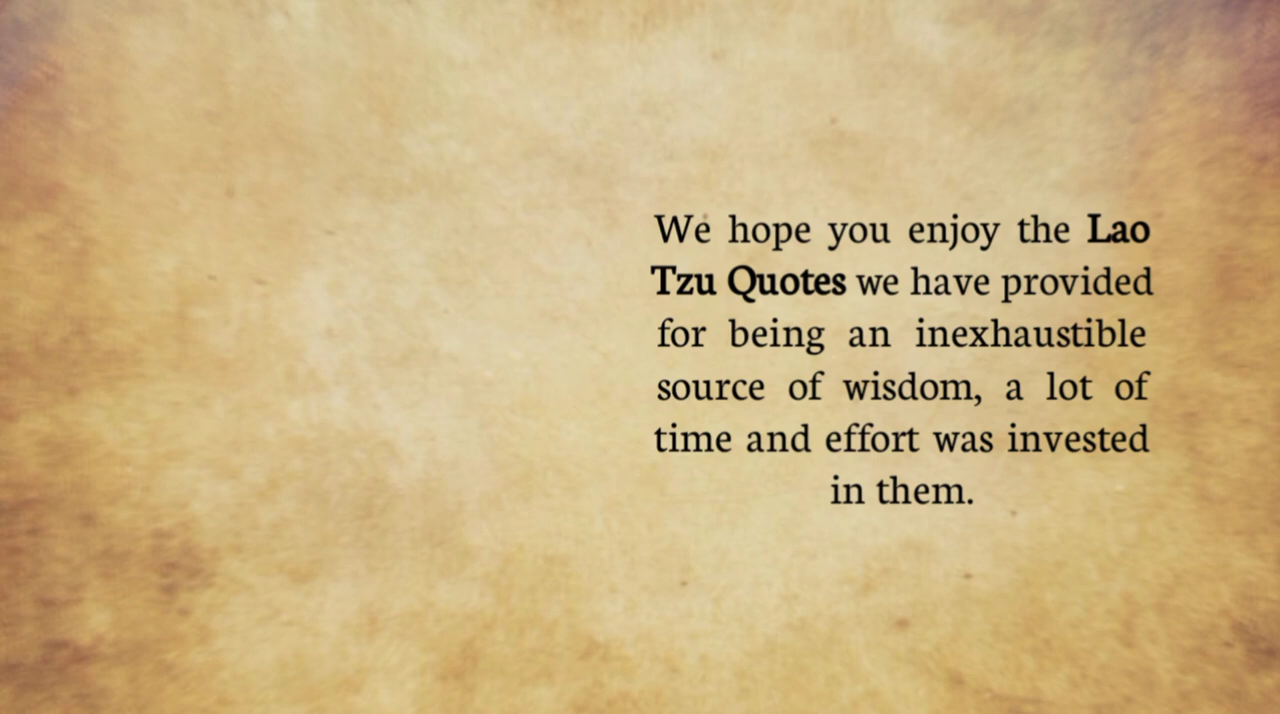 We hope you enjoy the Lao
Tzu Quotes we have provided
for being an inexhaustible
source of wisdom, a lot of
time and effort was invested
in them.